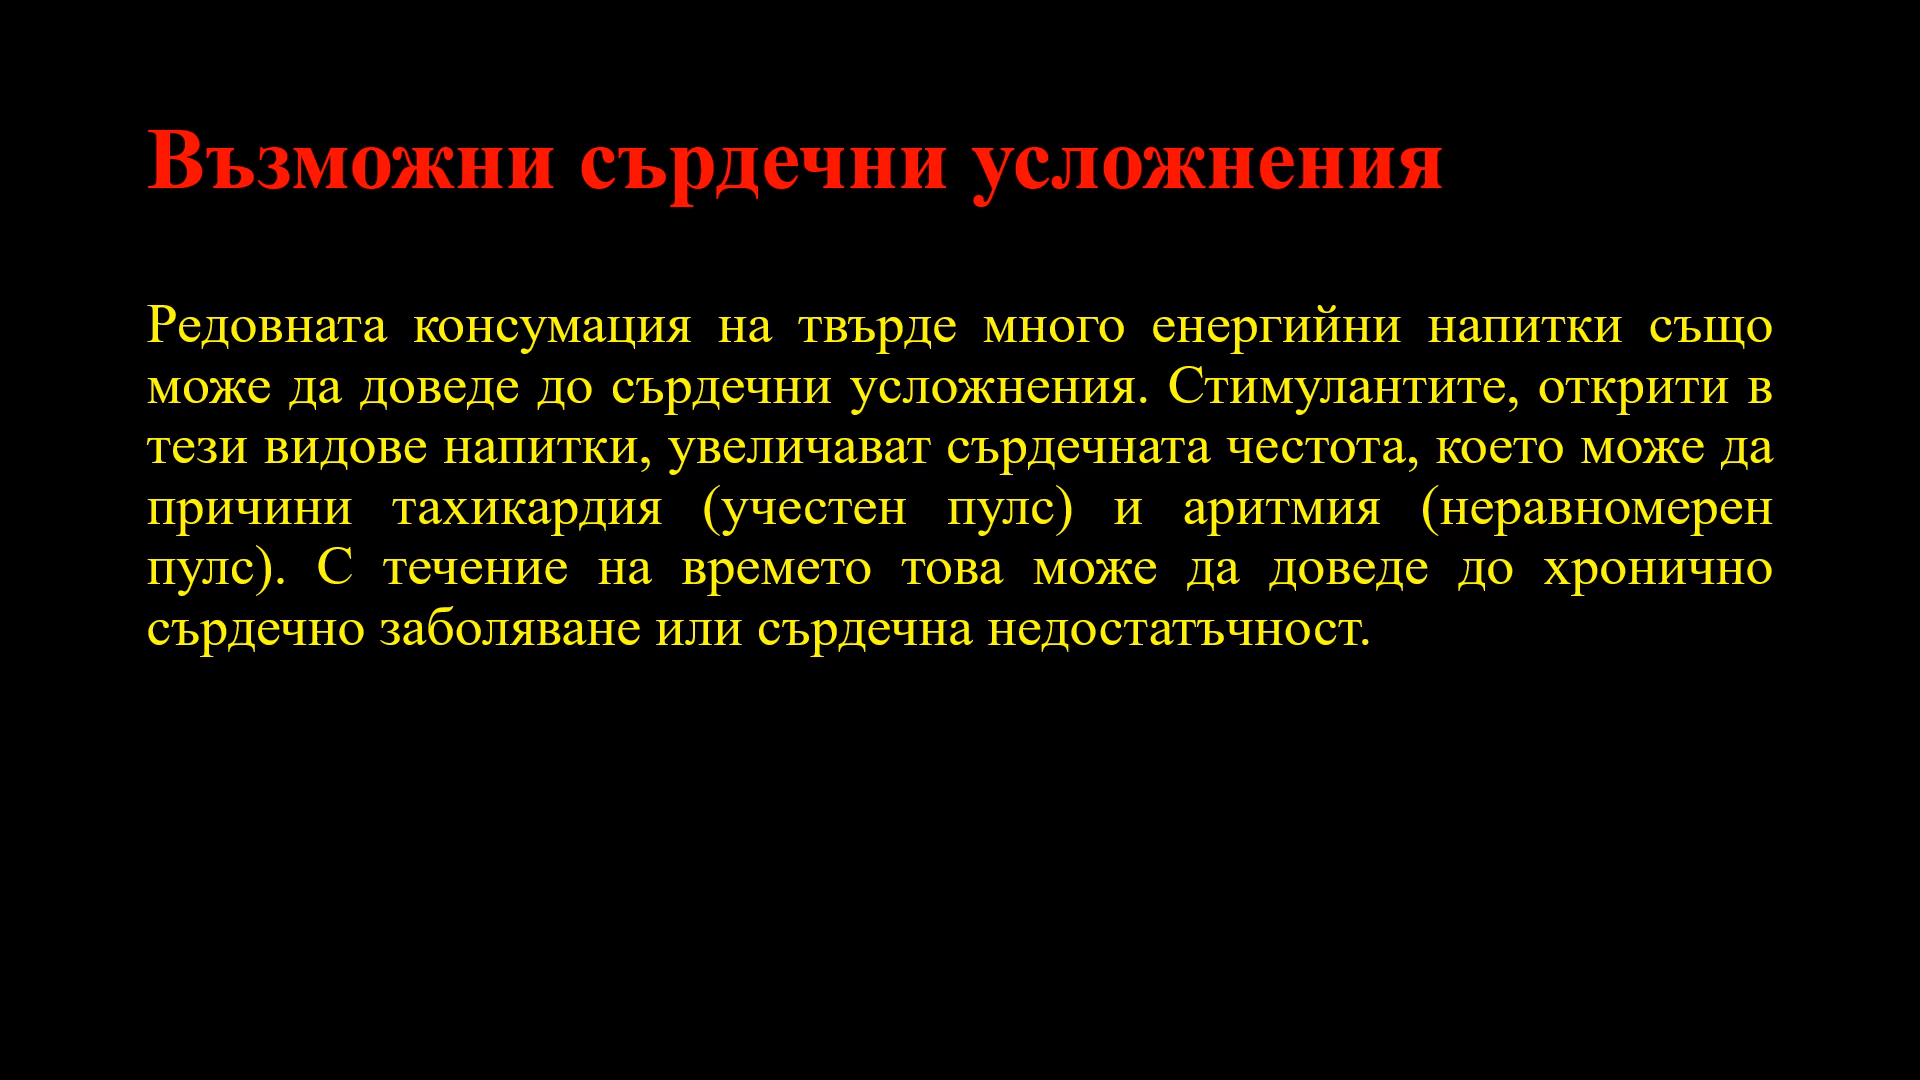 Възможни сърдечни усложнения
Редовната консумация на твърде много енергийни напитки също
може да доведе до сърдечни усложнения. Стимулантите, открити в
тези видове напитки, увеличават сърдечната честота, което може да
причини тахикардия (учестен пулс) и аритмия (неравномерен
пулс). С течение на времето това може да доведе до хронично
сърдечно заболяване или сърдечна недостатъчност.